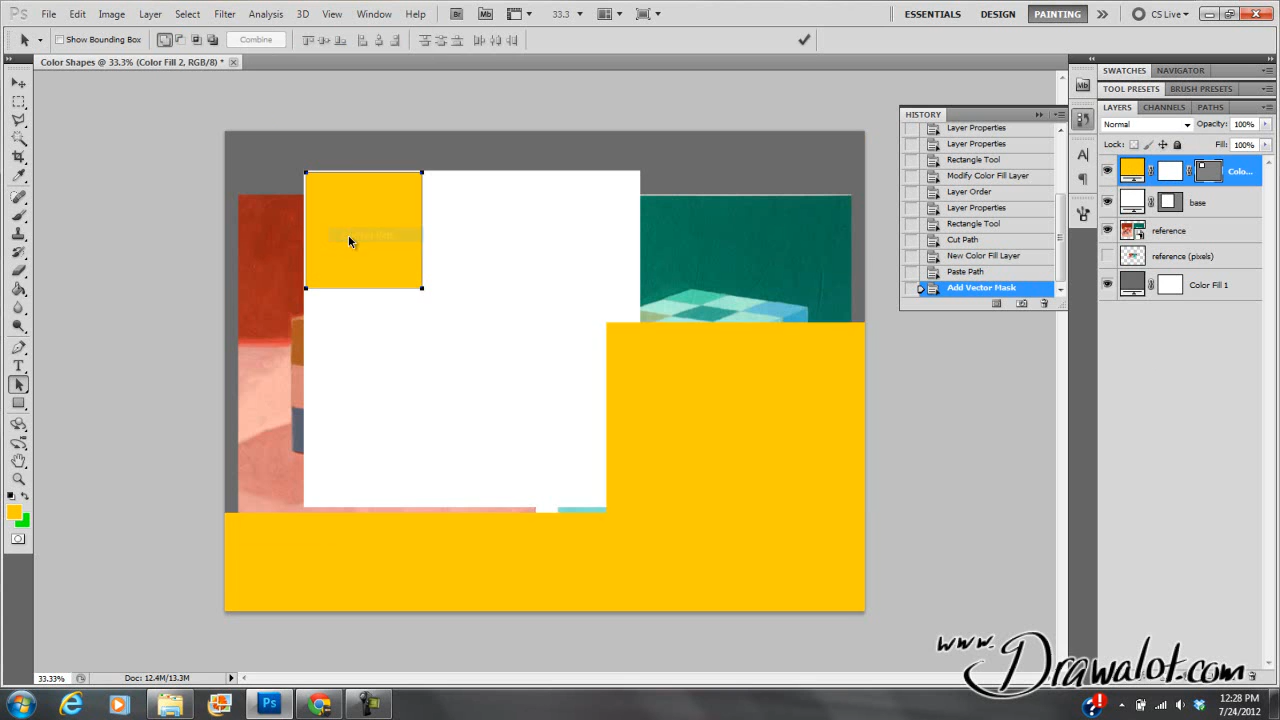 Ps File Edit Image Layer Select Filter Analysis 3D View Window Help Br Mb 33.3 ESSENTIALS DESIGN PAINTING CS Live
Show Bounding Box Combine
Color Shapes @ 33.3% (Color Fill 2, RGB/8) *
SWATCHES NAVIGATOR
TOOL PRESETS BRUSH PRESETS
LAYERS CHANNELS PATHS
Normal Opacity: 100%
Lock: Fill: 100%
Colo...
base
reference
reference (pixels)
Color Fill 1
HISTORY
Layer Properties
Layer Properties
Rectangle Tool
Modify Color Fill Layer
Layer Order
Layer Properties
Rectangle Tool
Cut Path
New Color Fill Layer
Paste Path
Add Vector Mask
33.33% Doc: 12.4M/13.3M
www.
Drawalot.com
Ps
12:28 PM
7/24/2012